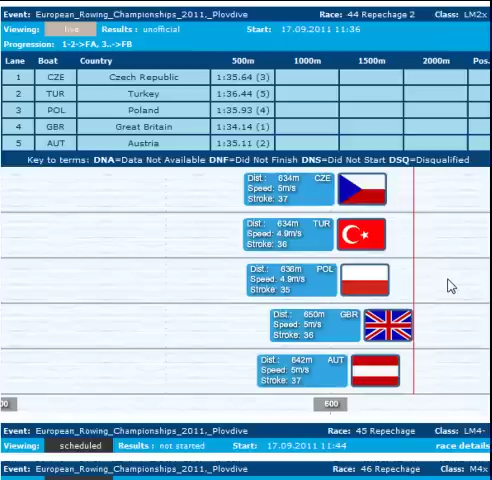 Event: European_Rowing_Championships_2011,_Plovdive Race: 44 Repechage 2 Class: LM2x
Viewing: live Results : unofficial Start: 17.09.2011 11:36
Progression: 1-2->FA, 3..->FB
Lane Boat Country 500m 1000m 1500m 2000m Pos.
1 CZE Czech Republic 1:35.64 (3)
2 TUR Turkey 1:36.44 (5)
3 POL Poland 1:35.93 (4)
4 GBR Great Britain 1:34.14 (1)
5 AUT Austria 1:35.11 (2)
Key to terms: DNA=Data Not Available DNF=Did Not Finish DNS=Did Not Start DSQ=Disqualified
Dist.: 634m CZE
Speed: 5m/s
Stroke: 37
Dist.: 634m TUR
Speed: 4.9m/s
Stroke: 36
Dist.: 636m POL
Speed: 4.9m/s
Stroke: 35
Dist.: 650m GBR
Speed: 5m/s
Stroke: 36
Dist.: 642m AUT
Speed: 5m/s
Stroke: 37
00 600
Event: European_Rowing_Championships_2011,_Plovdive Race: 45 Repechage Class: LM4-
Viewing: scheduled Results : not started Start: 17.09.2011 11:44 race details
Event: European_Rowing_Championships_2011,_Plovdive Race: 46 Repechage Class: M4x